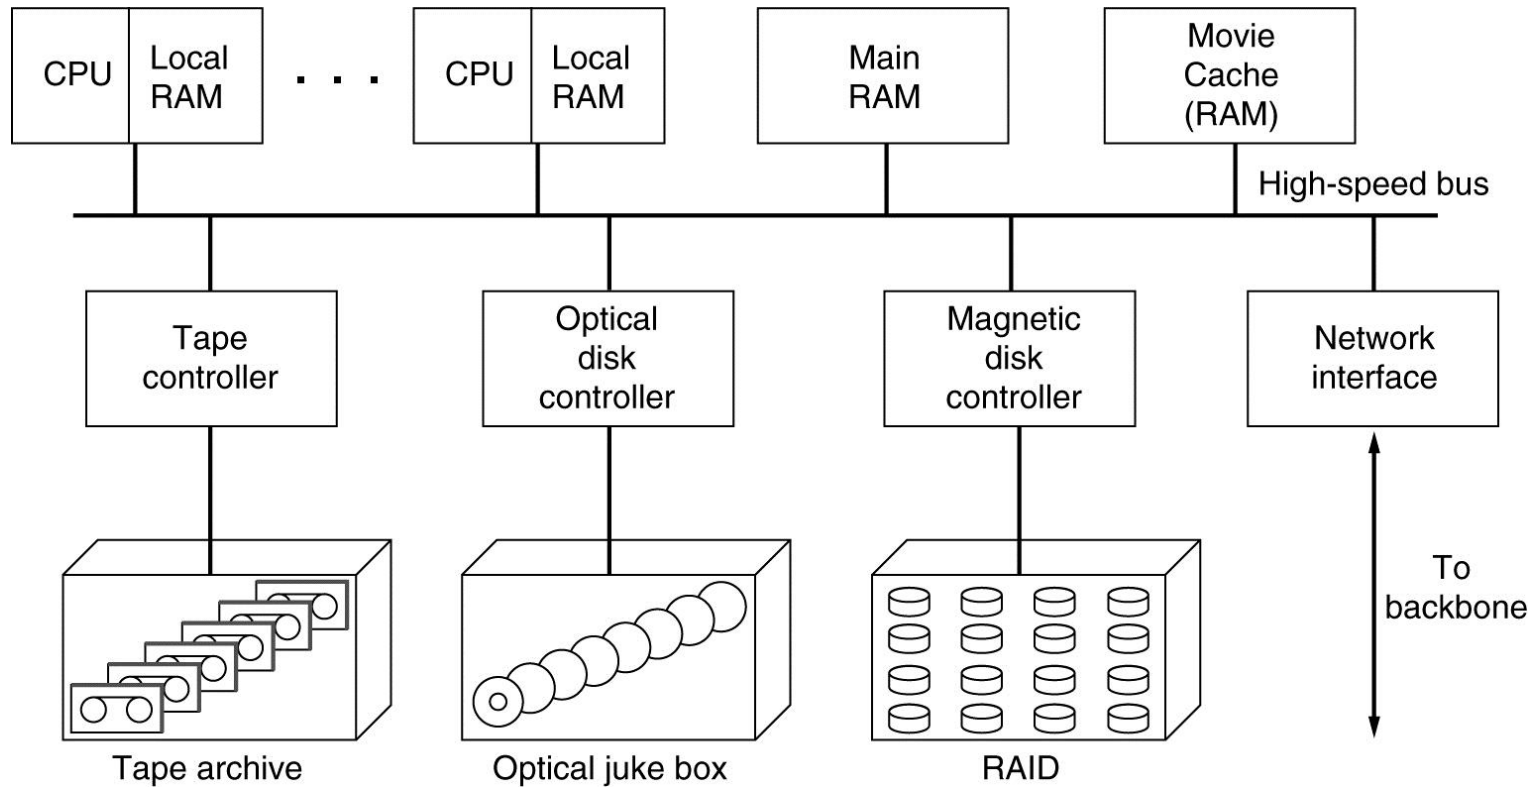 CPU
Local
RAM
. . .
CPU
Local
RAM
Main
RAM
Movie
Cache
(RAM)
High-speed bus
Tape
controller
Optical
disk
controller
Magnetic
disk
controller
Network
interface
To
backbone
Tape archive
Optical juke box
RAID